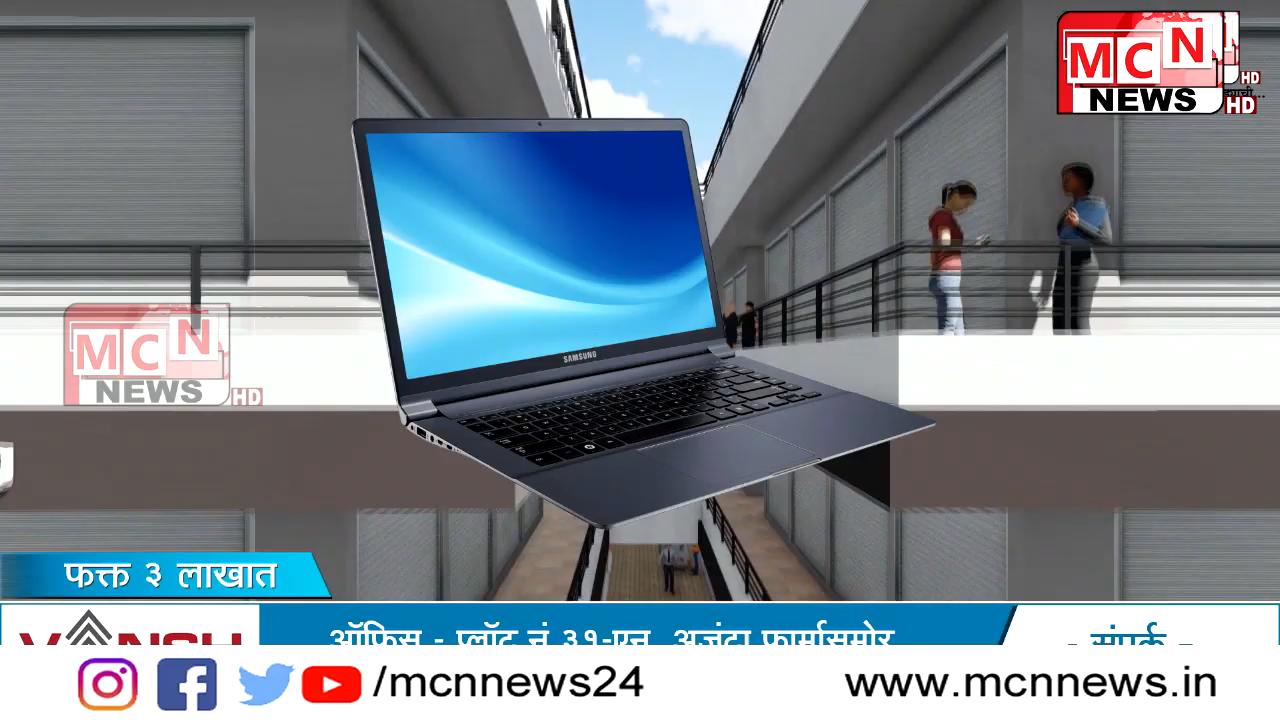 MCN
NEWS
HD
HD
MCN
NEWS
HD
SAMSUNG
फक्त ३ लाखात
ऑफिस - प्लॉट नं ३१-एन, अजंठा फार्मासमोर
- संपर्क -
/mcnnews24
www.mcnnews.in